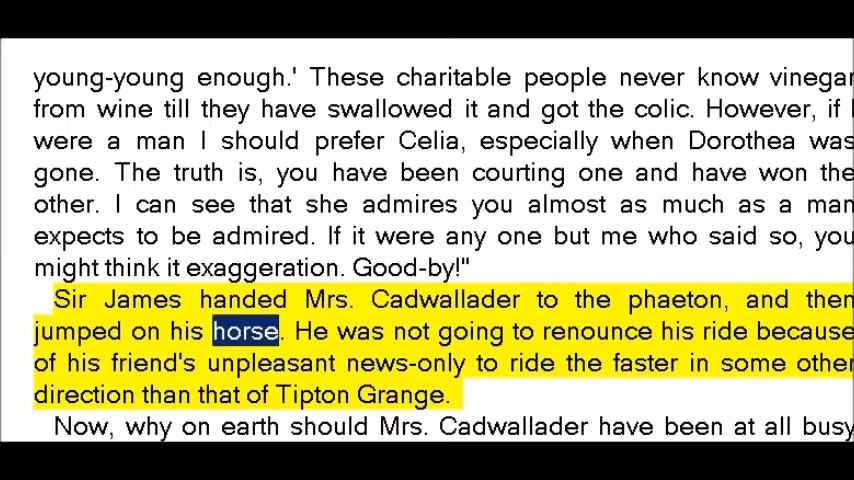 young-young enough.' These charitable people never know vinegar
from wine till they have swallowed it and got the colic. However, if I
were a man I should prefer Celia, especially when Dorothea was
gone. The truth is, you have been courting one and have won the
other. I can see that she admires you almost as much as a man
expects to be admired. If it were any one but me who said so, you
might think it exaggeration. Good-by!"
Sir James handed Mrs. Cadwallader to the phaeton, and then
jumped on his horse. He was not going to renounce his ride because
of his friend's unpleasant news-only to ride the faster in some other
direction than that of Tipton Grange.
Now, why on earth should Mrs. Cadwallader have been at all busy